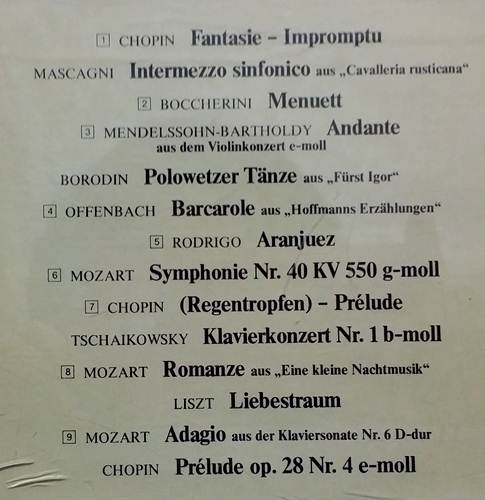 1 CHOPIN Fantasie – Impromptu
MASCAGNI Intermezzo sinfonico aus „Cavalleria rusticana“
2 BOCCHERINI Menuett
3 MENDELSSOHN-BARTHOLDY Andante
aus dem Violinkonzert e-moll
BORODIN Polowetzer Tänze aus „Fürst Igor“
4 OFFENBACH Barcarole aus „Hoffmanns Erzählungen“
5 RODRIGO Aranjuez
6 MOZART Symphonie Nr. 40 KV 550 g-moll
7 CHOPIN (Regentropfen) – Prélude
TSCHAIKOWSKY Klavierkonzert Nr. 1 b-moll
8 MOZART Romanze aus „Eine kleine Nachtmusik“
LISZT Liebestraum
9 MOZART Adagio aus der Klaviersonate Nr. 6 D-dur
CHOPIN Prélude op. 28 Nr. 4 e-moll